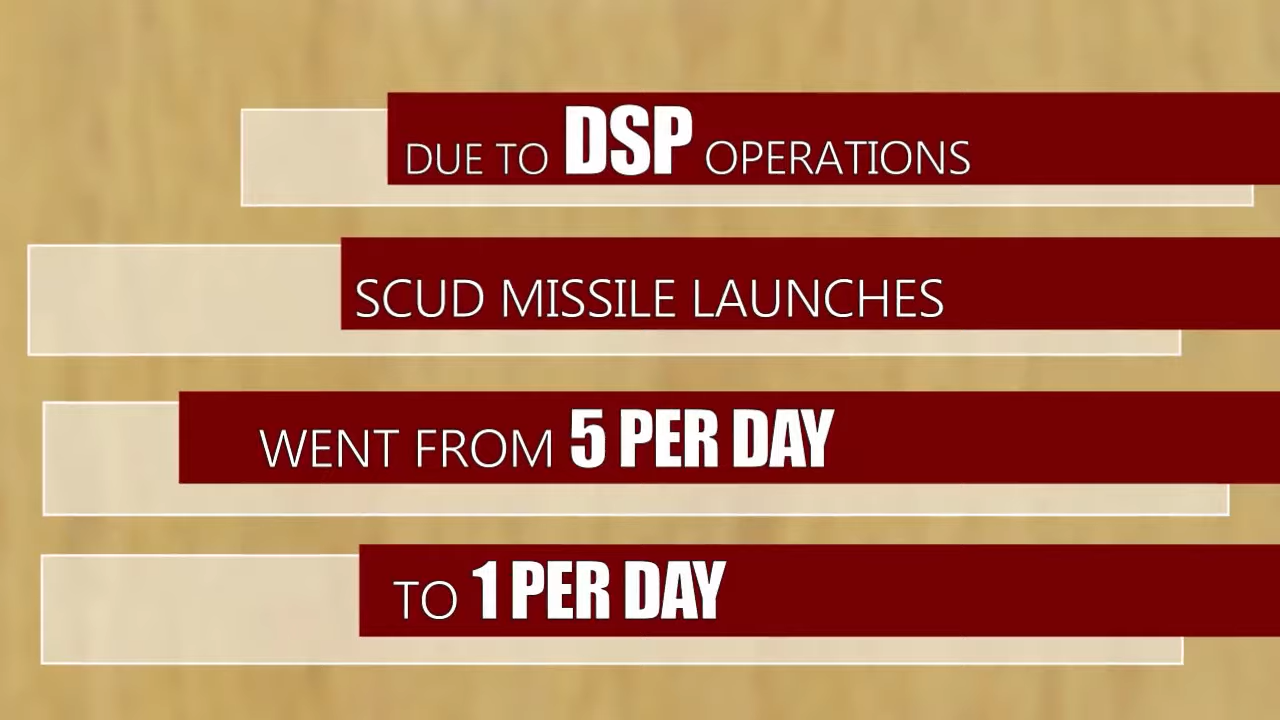 DUE TO DSP OPERATIONS
SCUD MISSILE LAUNCHES
WENT FROM 5 PER DAY
TO 1 PER DAY